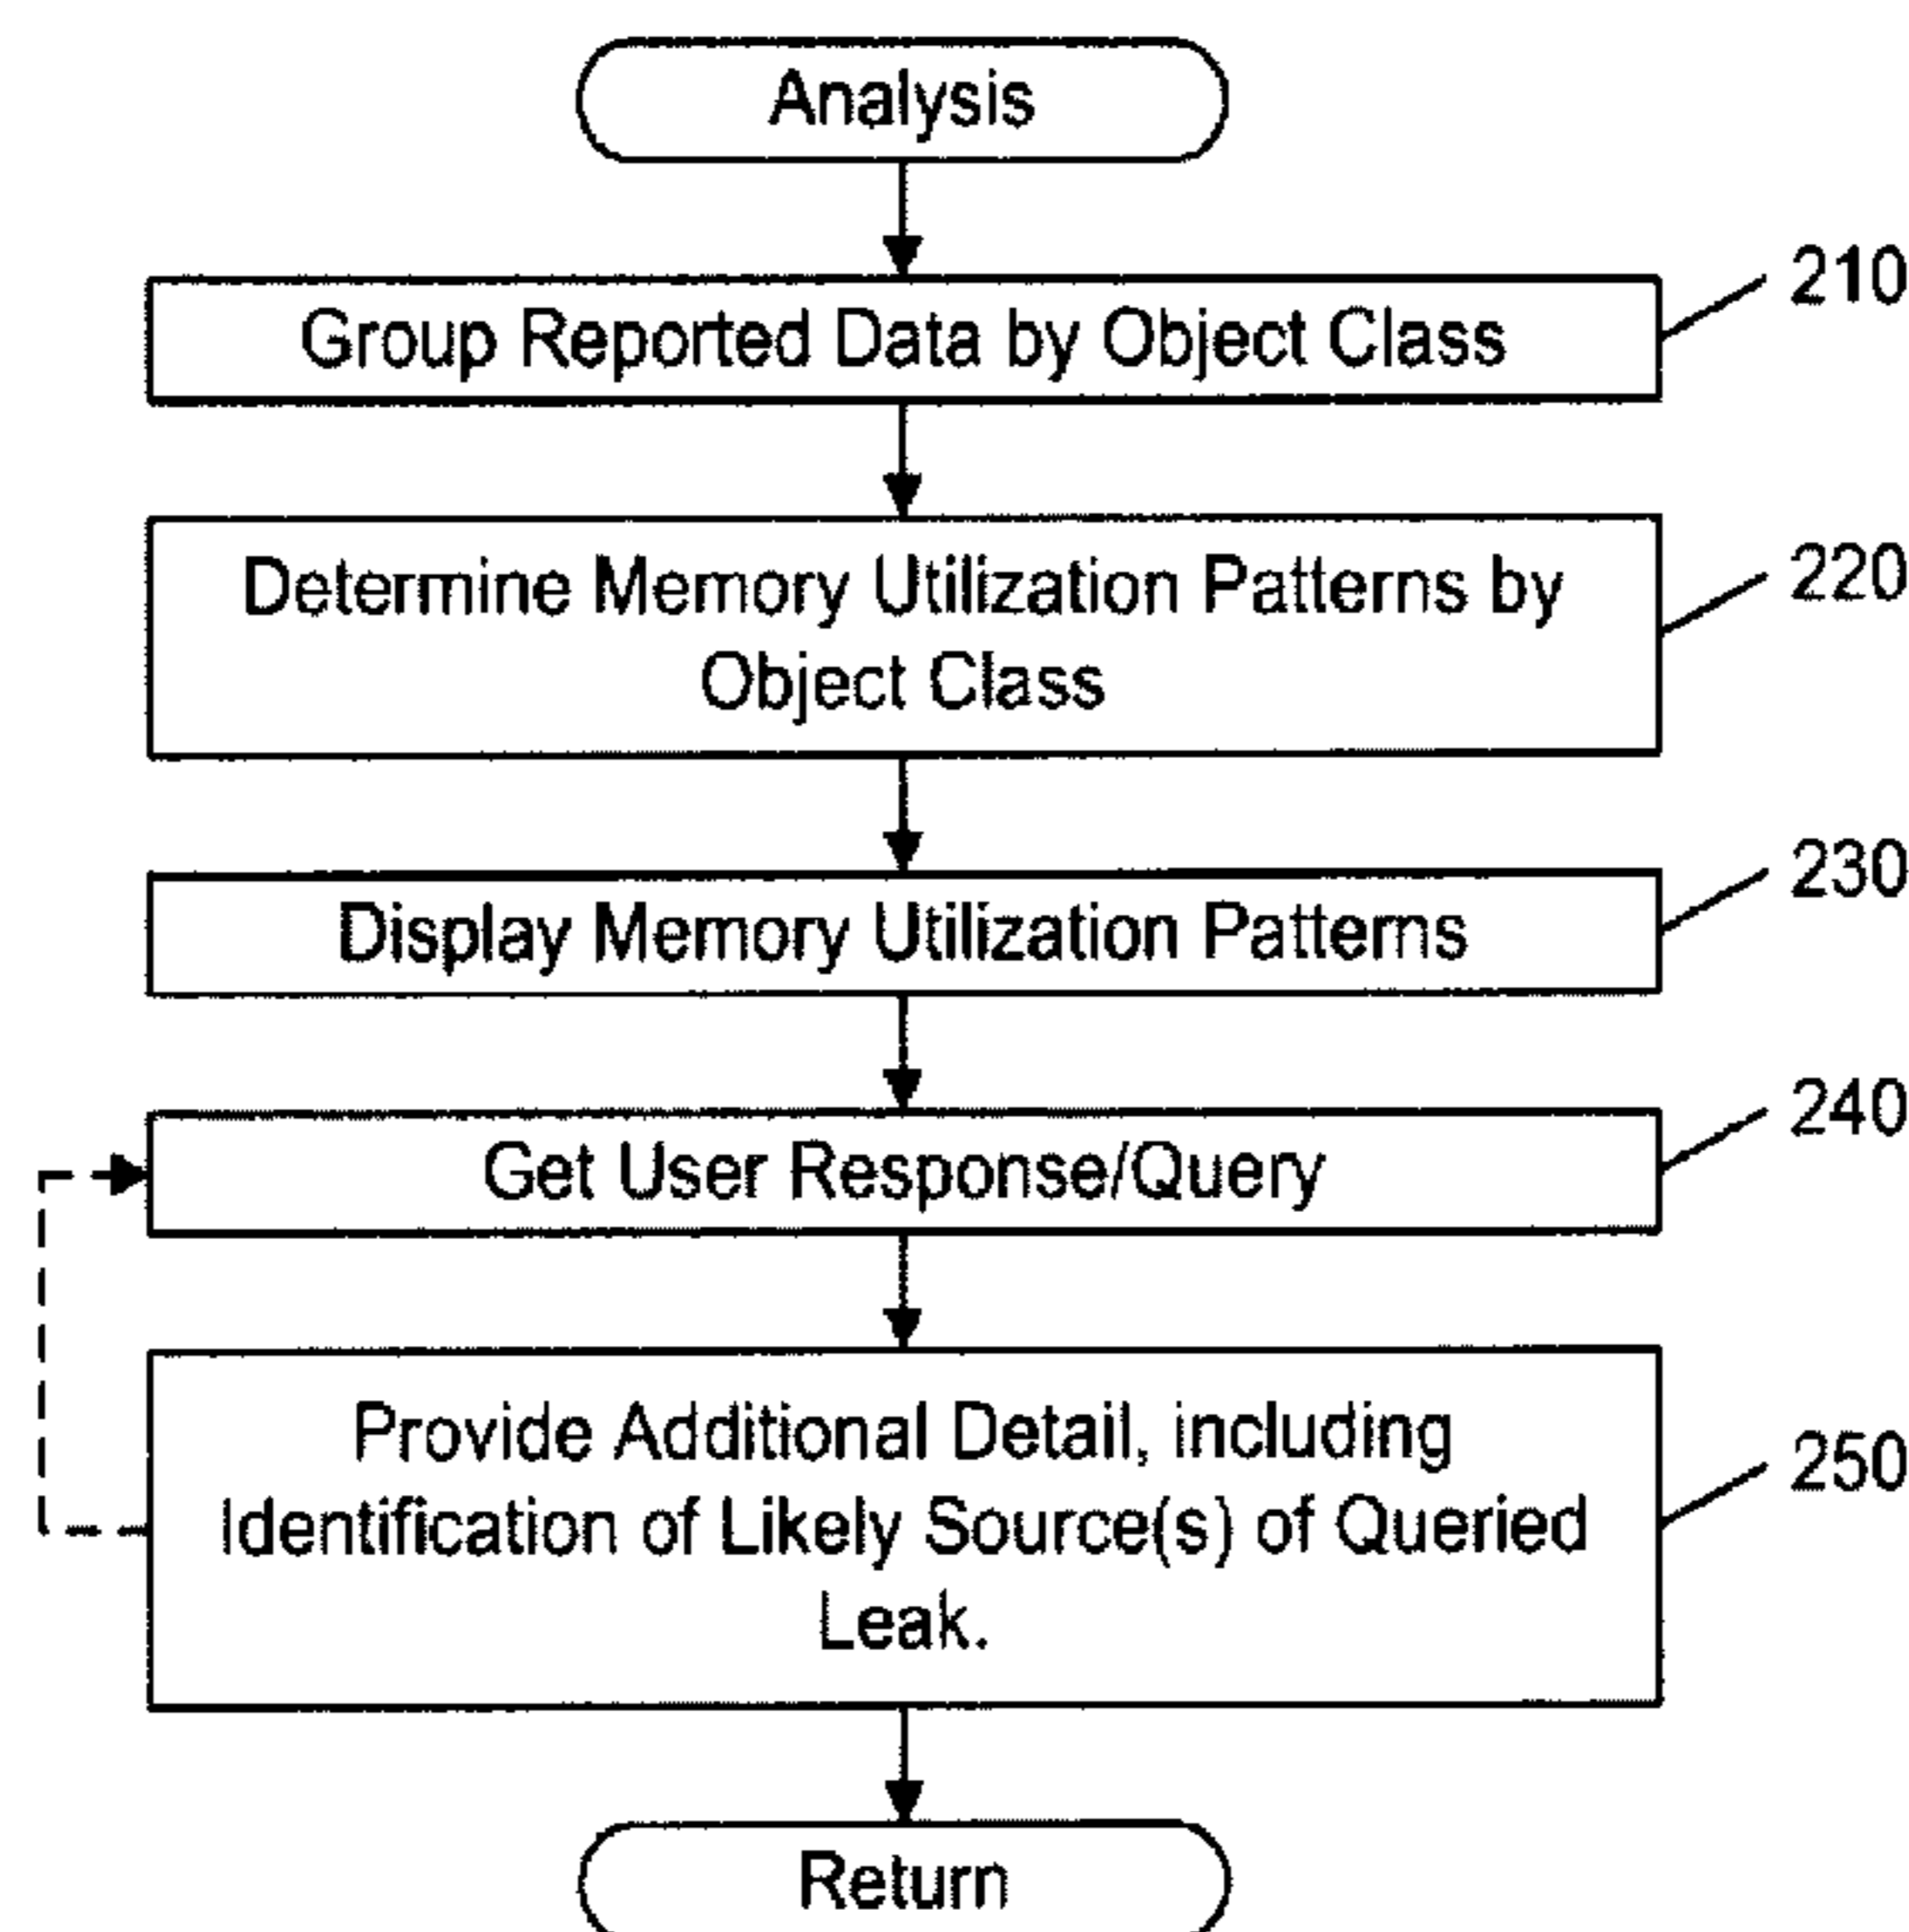 Analysis
Group Reported Data by Object Class
210
Determine Memory Utilization Patterns by
Object Class
220
Display Memory Utilization Patterns
230
Get User Response/Query
240
Provide Additional Detail, including
Identification of Likely Source(s) of Queried
Leak.
250
Return